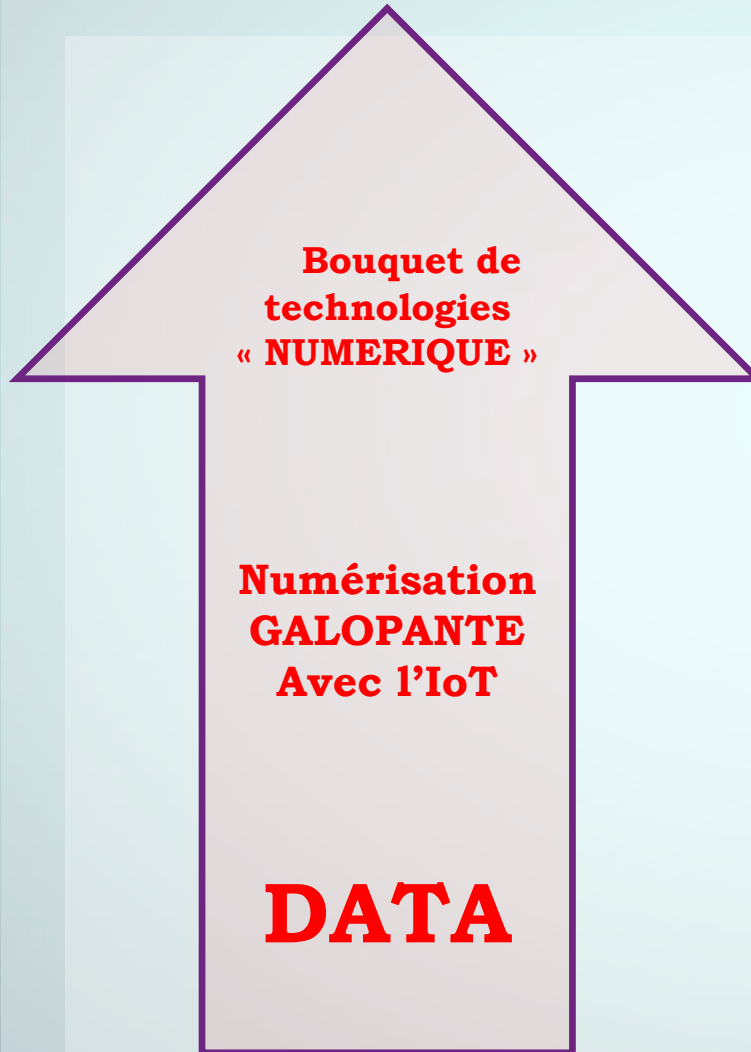 Bouquet de
technologies
« NUMERIQUE »
Numérisation
GALOPANTE
Avec l’IoT
DATA